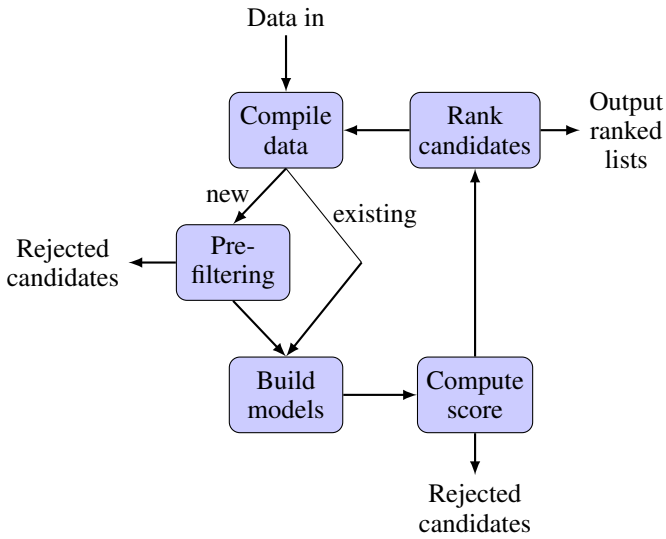 Data in
Compile
data
Rank
candidates
Output
ranked
lists
new
existing
Rejected
candidates
Pre-
filtering
Build
models
Compute
score
Rejected
candidates